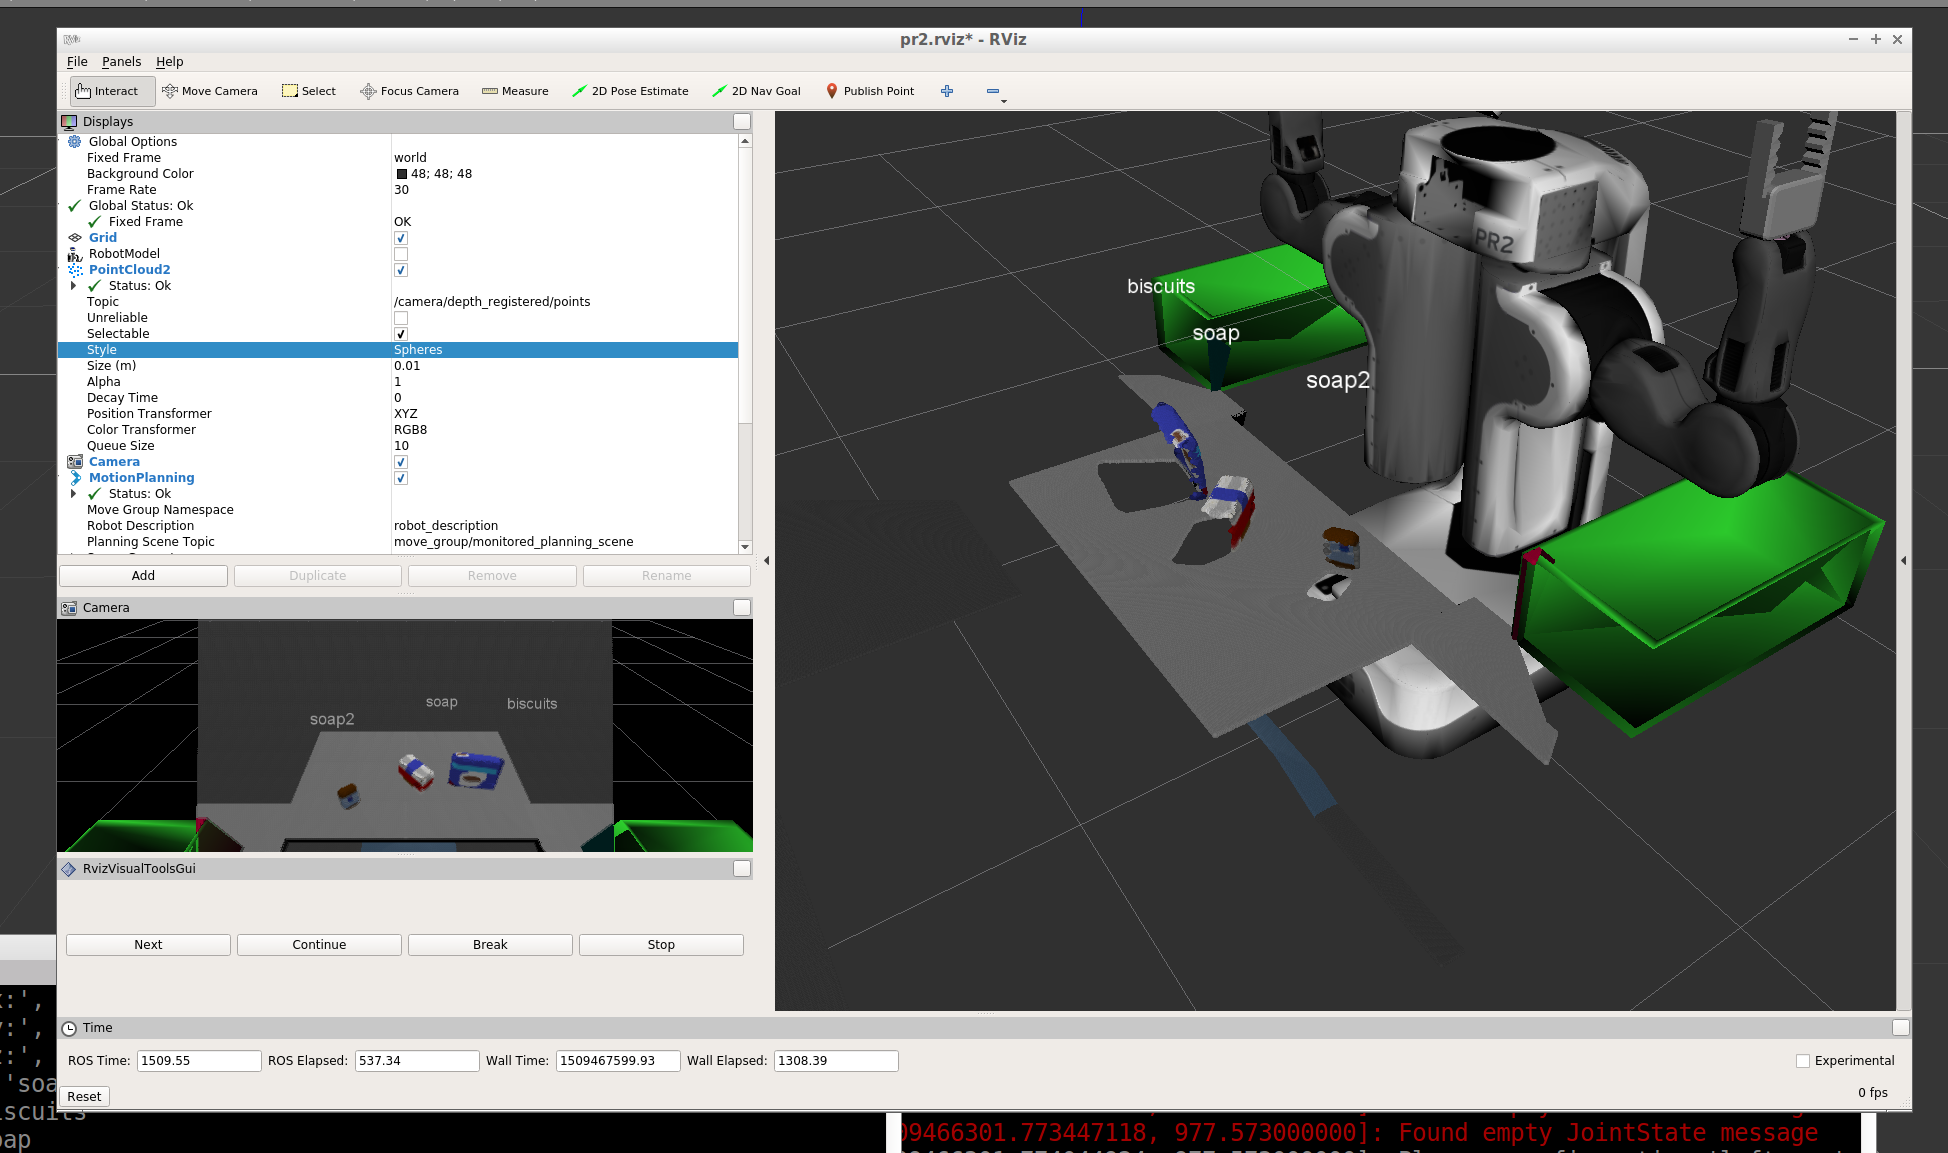 pr2.rviz* - RViz
File Panels Help
Interact Move Camera Select Focus Camera Measure 2D Pose Estimate 2D Nav Goal Publish Point
Displays
Global Options
Fixed Frame world
Background Color 48; 48; 48
Frame Rate 30
Global Status: Ok
Fixed Frame OK
Grid
RobotModel
PointCloud2
Status: Ok
Topic /camera/depth_registered/points
Unreliable
Selectable
Style Spheres
Size (m) 0.01
Alpha 1
Decay Time 0
Position Transformer XYZ
Color Transformer RGB8
Queue Size 10
Camera
MotionPlanning
Status: Ok
Move Group Namespace
Robot Description robot_description
Planning Scene Topic move_group/monitored_planning_scene
Add Duplicate Remove Rename
Camera
soap2 soap biscuits
RvizVisualToolsGui
Next Continue Break Stop
biscuits
soap
soap2
PR2
Time
ROS Time: 1509.55 ROS Elapsed: 537.34 Wall Time: 1509467599.93 Wall Elapsed: 1308.39 Experimental
Reset 0 fps
:',
:',
:',
'soa
iscuits
oap
09466301.773447118, 977.573000000]: Found empty JointState message